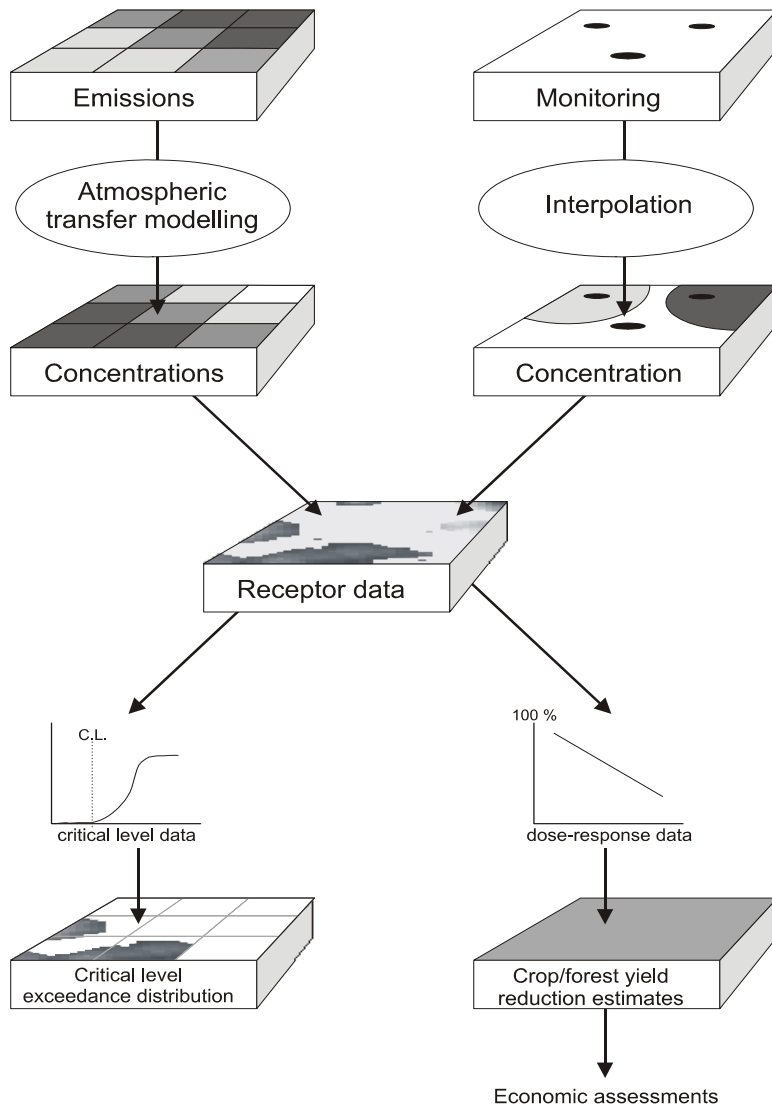 Emissions
Monitoring
Atmospheric
transfer modelling
Interpolation
Concentrations
Concentration
Receptor data
C.L.
critical level data
100 %
dose-response data
Critical level
exceedance distribution
Crop/forest yield
reduction estimates
Economic assessments